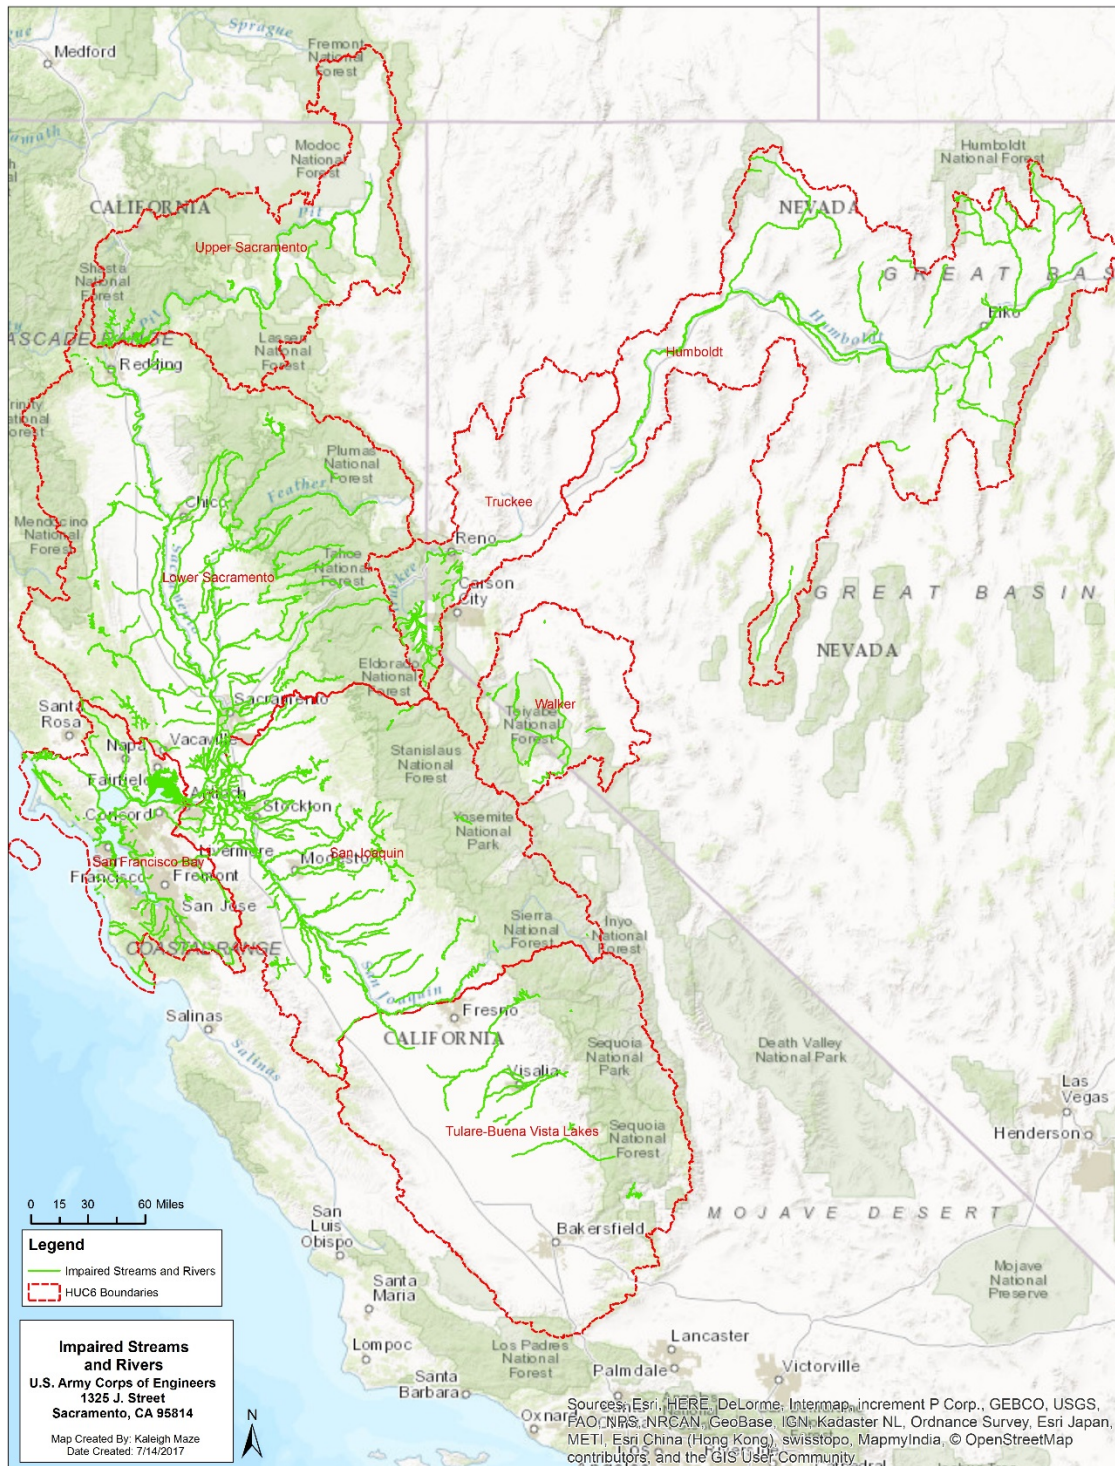 Sprague
Medford
Fremont
National
Forest
Modoc
National
Forest
Humboldt
National Forest
CALIFORNIA
NEVADA
Pit
Upper Sacramento
Shasta
National
Forest
GREAT BAS
Pit
Elko
Humboldt
ASCADE RANGE
Lassen
National
Forest
Redding
Humboldt
Plumas
National
Forest
Feather
Chico
Truckee
Mendocino
National
Forest
Reno
Tahoe
National
Forest
Lower Sacramento
Sacramento
Truckee
Carson
City
GREAT BASIN
NEVADA
Eldorado
National
Forest
Sacramento
Santa
Rosa
Walker
Toiyabe
National
Forest
Vacaville
Napa
Stanislaus
National
Forest
Fairfield
Antioch
Concord
Stockton
Yosemite
National
Park
Livermore
Modesto
San Joaquin
San Francisco Bay
Francisco
Fremont
San Jose
Sierra
National
Forest
Inyo
National
Forest
COASTAL RANGE
San Joaquin
Salinas
Fresno
CALIFORNIA
Salinas
Sequoia
National
Park
Death Valley
National Park
Visalia
Las
Vegas
Henderson
Tulare-Buena Vista Lakes
Sequoia
National
Forest
0 15 30 60 Miles
San
Luis
Obispo
MOJAVE DESERT
Bakersfield
Legend
Impaired Streams and Rivers
HUC6 Boundaries
Mojave
National
Preserve
Santa
Maria
Impaired Streams
and Rivers
U.S. Army Corps of Engineers
1325 J. Street
Sacramento, CA 95814
Map Created By: Kaleigh Maze
Date Created: 7/14/2017
N
Lompoc
Los Padres
National
Forest
Lancaster
Palmdale
Victorville
Santa
Barbara
Oxnard
Sources: Esri, HERE, DeLorme, Intermap, increment P Corp., GEBCO, USGS,
FAO, NPS, NRCAN, GeoBase, IGN, Kadaster NL, Ordnance Survey, Esri Japan,
METI, Esri China (Hong Kong), swisstopo, MapmyIndia, © OpenStreetMap
contributors, and the GIS User Community